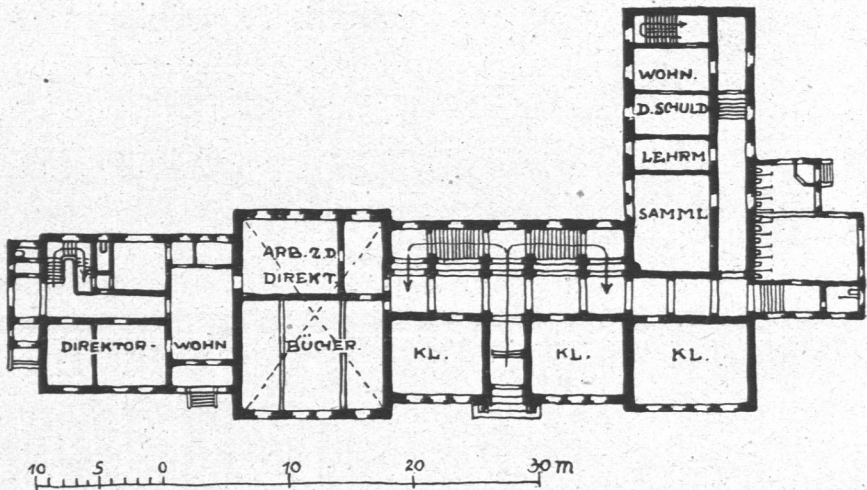 WOHN.
D. SCHULD
LEHRM
SAMML
ARB. Z. D.
DIREKT.
DIREKTOR-
WOHN
BÜCHER.
KL.
KL.
KL.
10 5 0 10 20 30 m